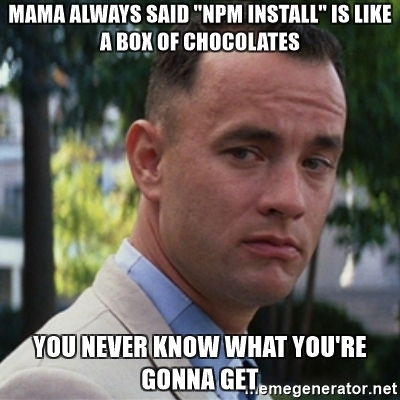 MAMA ALWAYS SAID "NPM INSTALL" IS LIKE
A BOX OF CHOCOLATES
YOU NEVER KNOW WHAT YOU'RE
GONNA GET
...emegenerator.net